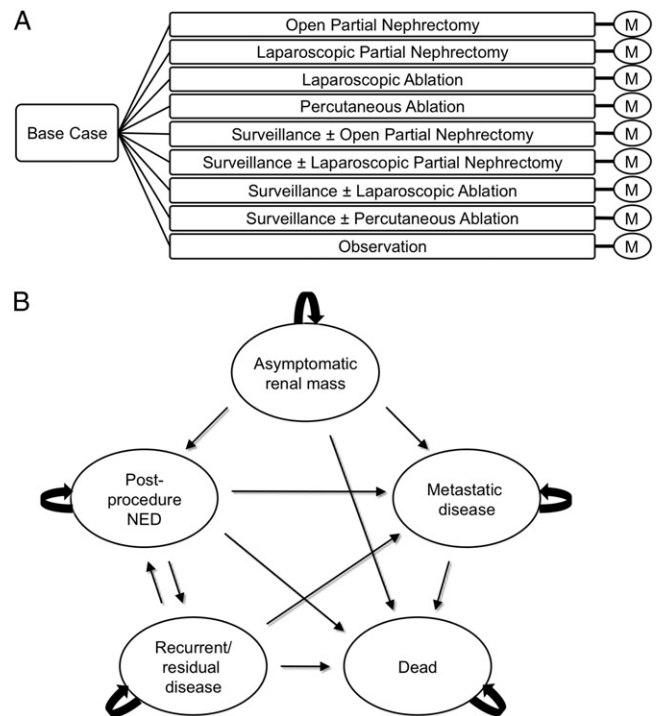 A
Base Case
Open Partial Nephrectomy M
Laparoscopic Partial Nephrectomy M
Laparoscopic Ablation M
Percutaneous Ablation M
Surveillance ± Open Partial Nephrectomy M
Surveillance ± Laparoscopic Partial Nephrectomy M
Surveillance ± Laparoscopic Ablation M
Surveillance ± Percutaneous Ablation M
Observation M
B
Asymptomatic
renal mass
Post-
procedure
NED
Metastatic
disease
Recurrent/
residual
disease
Dead